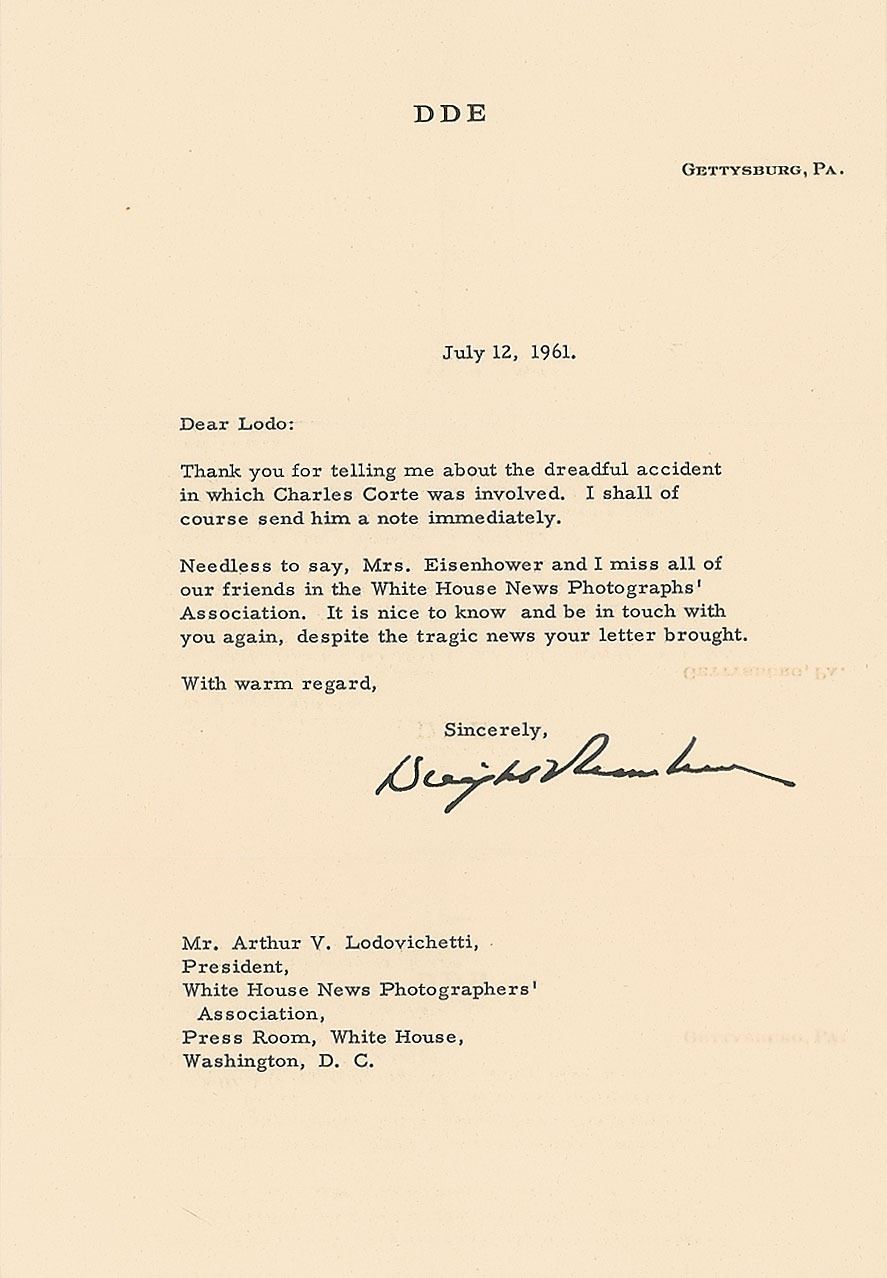 DDE
GETTYSBURG, PA.
July 12, 1961.
Dear Lodo:
Thank you for telling me about the dreadful accident
in which Charles Corte was involved. I shall of
course send him a note immediately.
Needless to say, Mrs. Eisenhower and I miss all of
our friends in the White House News Photographs'
Association. It is nice to know and be in touch with
you again, despite the tragic news your letter brought.
With warm regard,
Sincerely,
Dwight D Eisenhower
Mr. Arthur V. Lodovichetti,
President,
White House News Photographers'
Association,
Press Room, White House,
Washington, D. C.